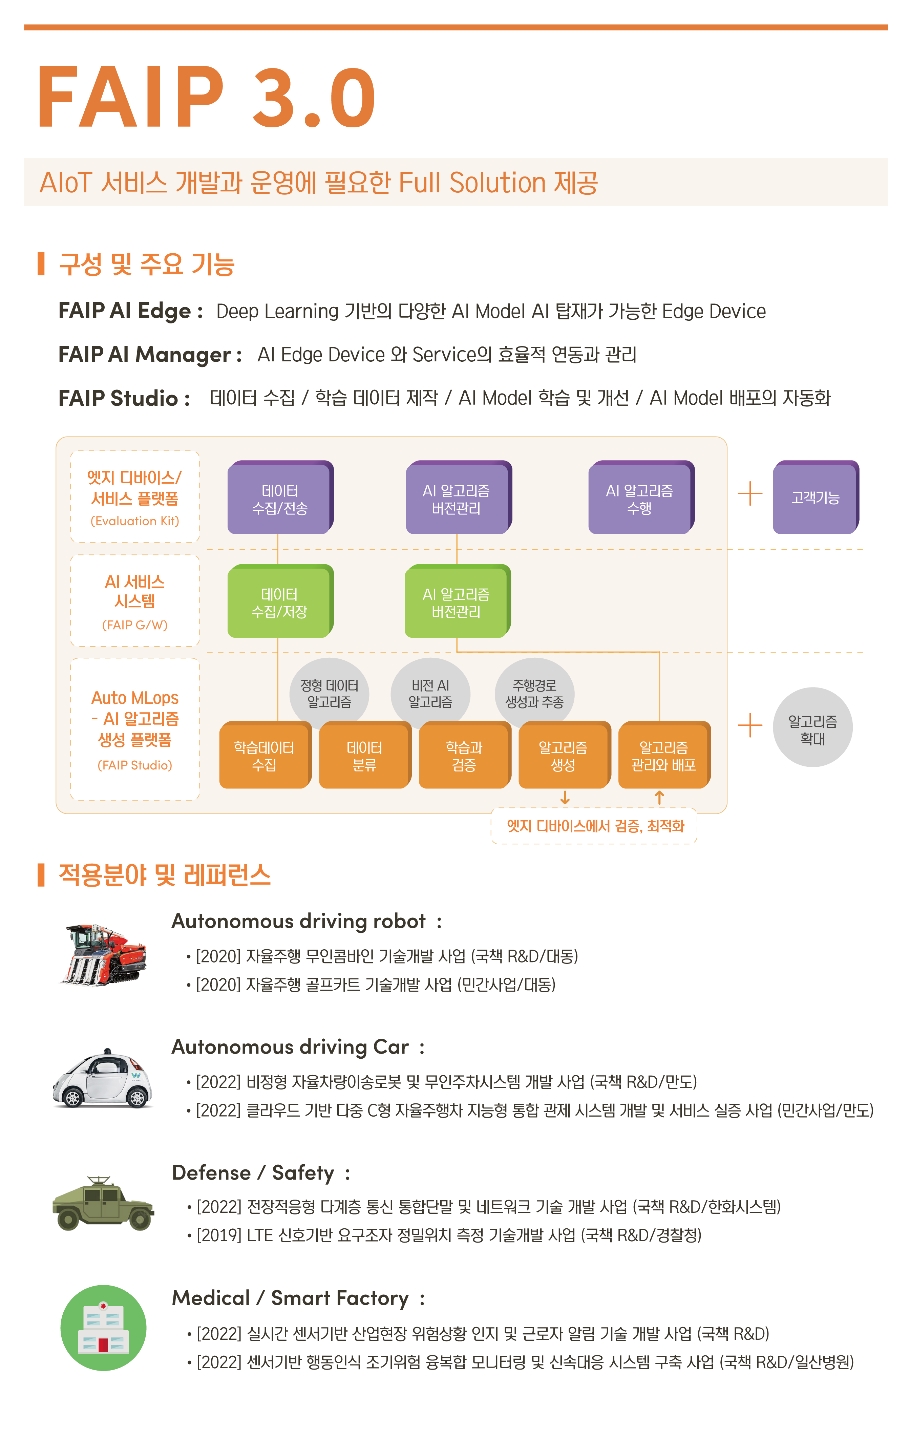 FAIP 3.0
AIoT 서비스 개발과 운영에 필요한 Full Solution 제공
구성 및 주요 기능
FAIP AI Edge : Deep Learning 기반의 다양한 AI Model AI 탑재가 가능한 Edge Device
FAIP AI Manager : AI Edge Device 와 Service의 효율적 연동과 관리
FAIP Studio : 데이터 수집 / 학습 데이터 제작 / AI Model 학습 및 개선 / AI Model 배포의 자동화
엣지 디바이스/
서비스 플랫폼
(Evaluation Kit)
데이터
수집/전송
AI 알고리즘
버전관리
AI 알고리즘
수행
+
고객기능
AI 서비스
시스템
(FAIP G/W)
데이터
수집/저장
AI 알고리즘
버전관리
Auto MLops
- AI 알고리즘
생성 플랫폼
(FAIP Studio)
정형 데이터
알고리즘
비전 AI
알고리즘
주행경로
생성과 추종
학습데이터
수집
데이터
분류
학습과
검증
알고리즘
생성
알고리즘
관리와 배포
+
알고리즘
확대
엣지 디바이스에서 검증, 최적화
적용분야 및 레퍼런스
Autonomous driving robot :
• [2020] 자율주행 무인콤바인 기술개발 사업 (국책 R&D/대동)
• [2020] 자율주행 골프카트 기술개발 사업 (민간사업/대동)
Autonomous driving Car :
• [2022] 비정형 자율차량이송로봇 및 무인주차시스템 개발 사업 (국책 R&D/만도)
• [2022] 클라우드 기반 다중 C형 자율주행차 지능형 통합 관제 시스템 개발 및 서비스 실증 사업 (민간사업/만도)
Defense / Safety :
• [2022] 전장적응형 다계층 통신 통합단말 및 네트워크 기술 개발 사업 (국책 R&D/한화시스템)
• [2019] LTE 신호기반 요구조자 정밀위치 측정 기술개발 사업 (국책 R&D/경찰청)
Medical / Smart Factory :
• [2022] 실시간 센서기반 산업현장 위험상황 인지 및 근로자 알림 기술 개발 사업 (국책 R&D)
• [2022] 센서기반 행동인식 조기위험 융복합 모니터링 및 신속대응 시스템 구축 사업 (국책 R&D/일산병원)